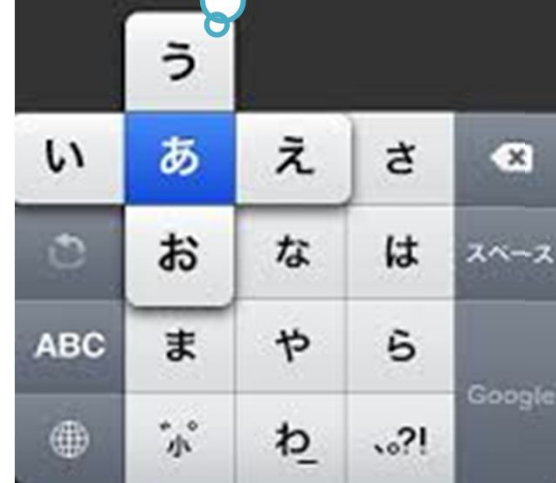 う
い あ え さ
お な は スペース
ABC ま や ら
Google
゛゜小 わ_ 、。?!